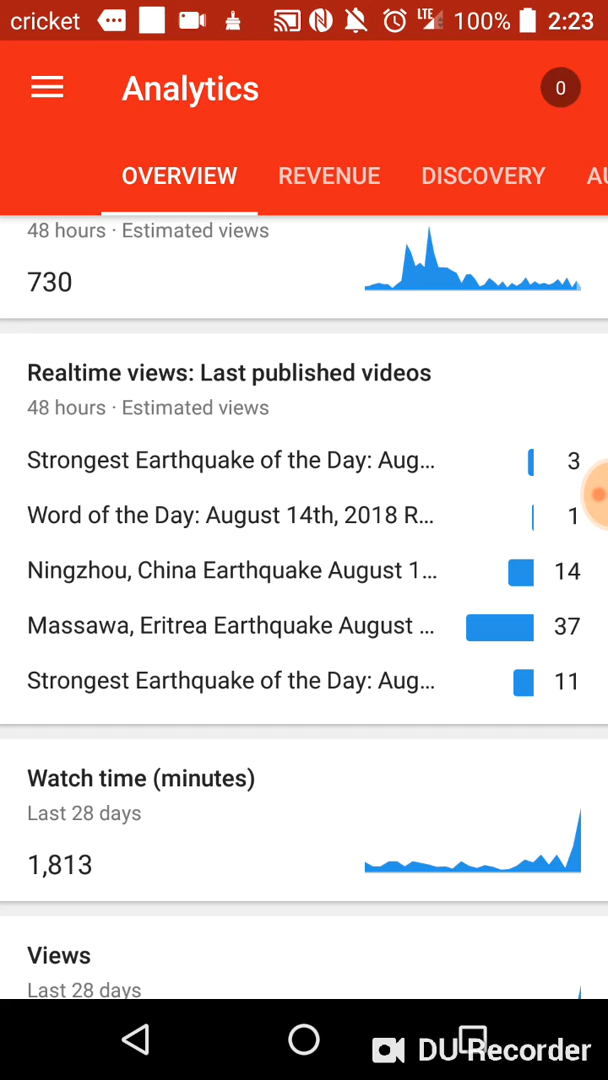 cricket LTE 100% 2:23
Analytics 0
OVERVIEW REVENUE DISCOVERY
48 hours · Estimated views
730
Realtime views: Last published videos
48 hours · Estimated views
Strongest Earthquake of the Day: Aug... 3
Word of the Day: August 14th, 2018 R... 1
Ningzhou, China Earthquake August 1... 14
Massawa, Eritrea Earthquake August ... 37
Strongest Earthquake of the Day: Aug... 11
Watch time (minutes)
Last 28 days
1,813
Views
Last 28 days
DU Recorder